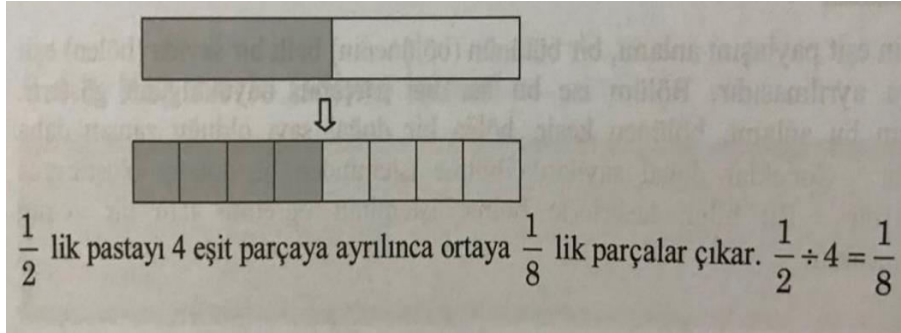 1/2 lik pastayı 4 eşit parçaya ayrılınca ortaya 1/8 lik parçalar çıkar. 1/2 ÷ 4 = 1/8